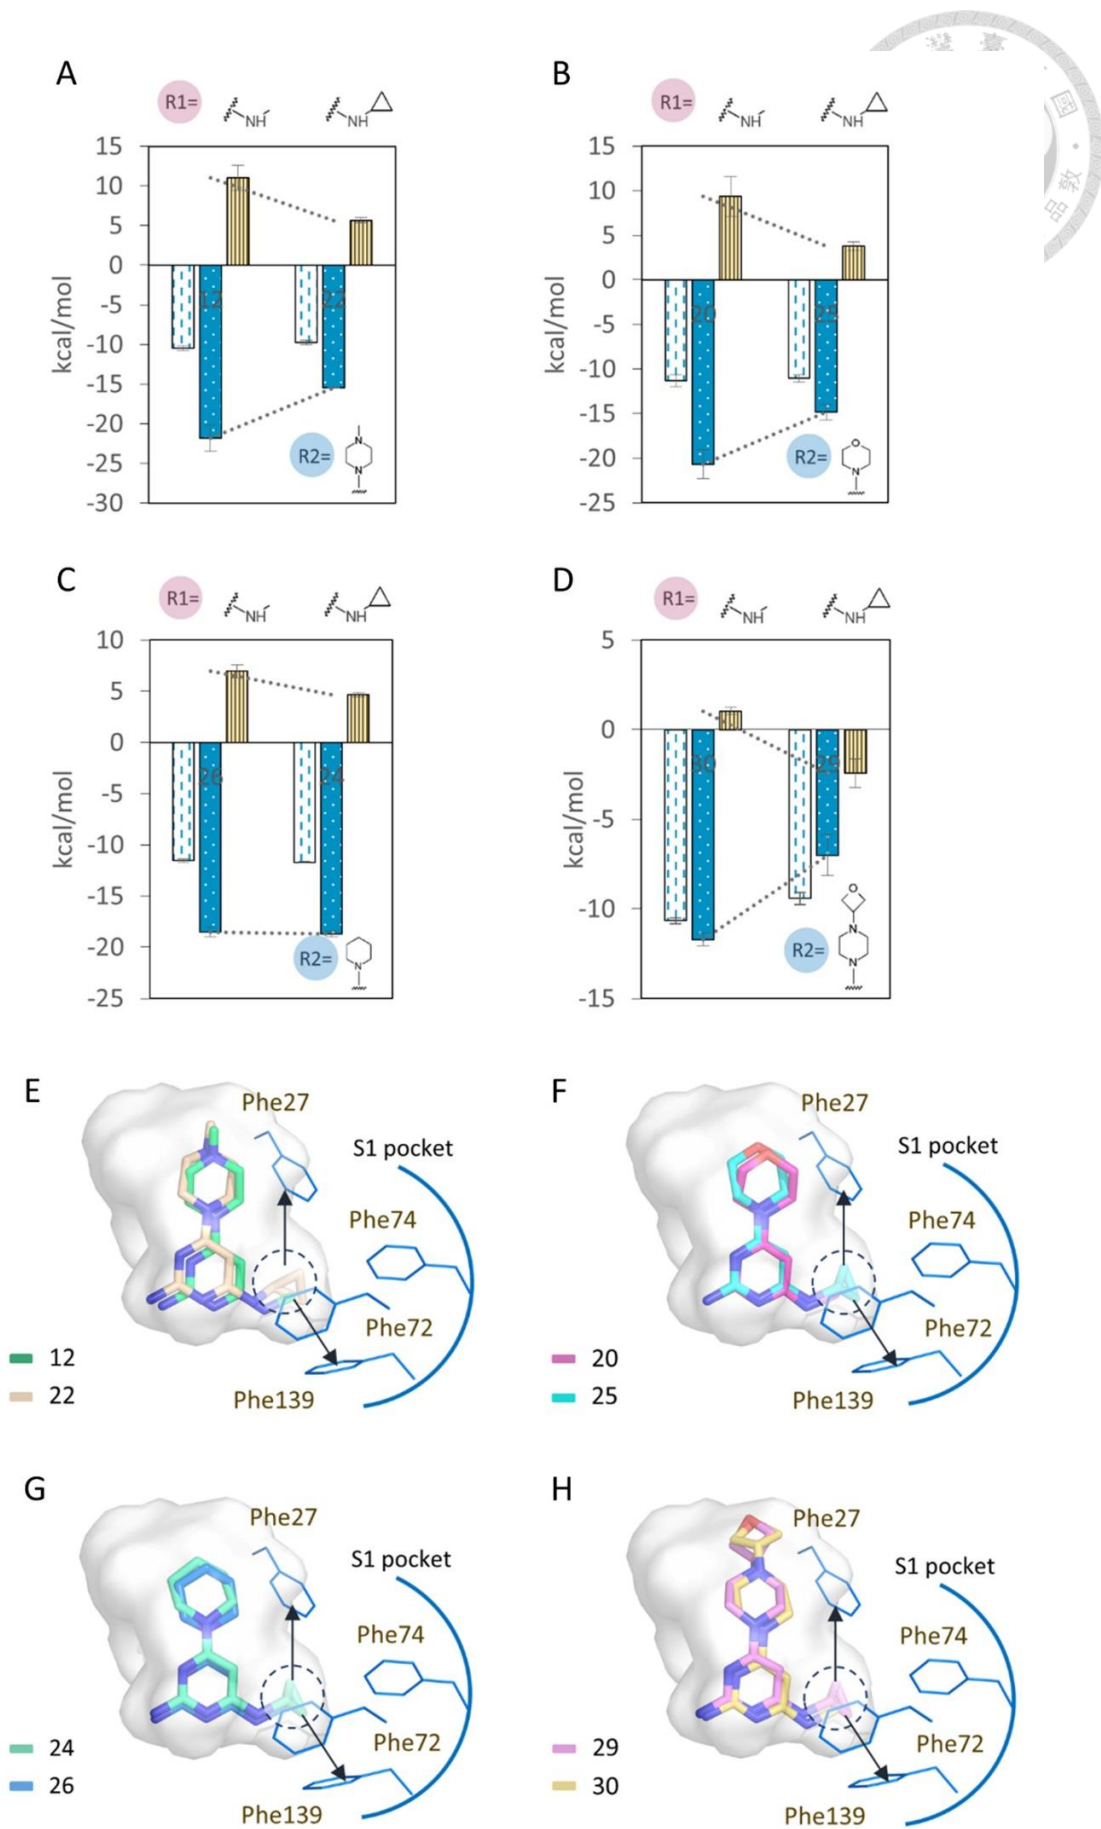 A
B
R1=
NH
NH
R1=
NH
NH
15
10
5
0
-5
-10
-15
-20
-25
-30
kcal/mol
12
22
R2=
N
N
15
10
5
0
-5
-10
-15
-20
-25
kcal/mol
20
25
R2=
O
N
國
敦
品
C
D
R1=
NH
NH
R1=
NH
NH
10
5
0
-5
-10
-15
-20
-25
kcal/mol
26
24
R2=
N
5
0
-5
-10
-15
kcal/mol
30
29
R2=
O
N
N
E
Phe27
S1 pocket
Phe74
Phe72
Phe139
12
22
F
Phe27
S1 pocket
Phe74
Phe72
Phe139
20
25
G
Phe27
S1 pocket
Phe74
Phe72
Phe139
24
26
H
Phe27
S1 pocket
Phe74
Phe72
Phe139
29
30